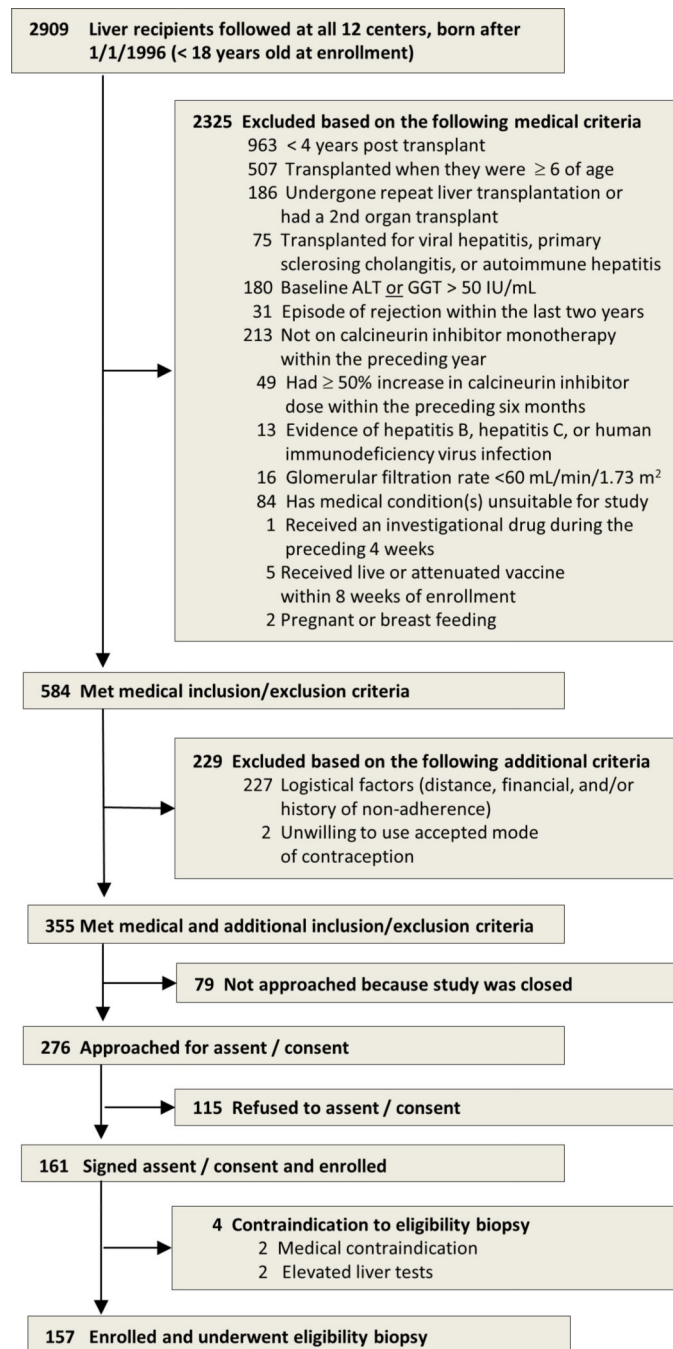 2909 Liver recipients followed at all 12 centers, born after
1/1/1996 (< 18 years old at enrollment)
2325 Excluded based on the following medical criteria
963 < 4 years post transplant
507 Transplanted when they were ≥ 6 of age
186 Undergone repeat liver transplantation or
had a 2nd organ transplant
75 Transplanted for viral hepatitis, primary
sclerosing cholangitis, or autoimmune hepatitis
180 Baseline ALT or GGT > 50 IU/mL
31 Episode of rejection within the last two years
213 Not on calcineurin inhibitor monotherapy
within the preceding year
49 Had ≥ 50% increase in calcineurin inhibitor
dose within the preceding six months
13 Evidence of hepatitis B, hepatitis C, or human
immunodeficiency virus infection
16 Glomerular filtration rate <60 mL/min/1.73 m²
84 Has medical condition(s) unsuitable for study
1 Received an investigational drug during the
preceding 4 weeks
5 Received live or attenuated vaccine
within 8 weeks of enrollment
2 Pregnant or breast feeding
584 Met medical inclusion/exclusion criteria
229 Excluded based on the following additional criteria
227 Logistical factors (distance, financial, and/or
history of non-adherence)
2 Unwilling to use accepted mode
of contraception
355 Met medical and additional inclusion/exclusion criteria
79 Not approached because study was closed
276 Approached for assent / consent
115 Refused to assent / consent
161 Signed assent / consent and enrolled
4 Contraindication to eligibility biopsy
2 Medical contraindication
2 Elevated liver tests
157 Enrolled and underwent eligibility biopsy